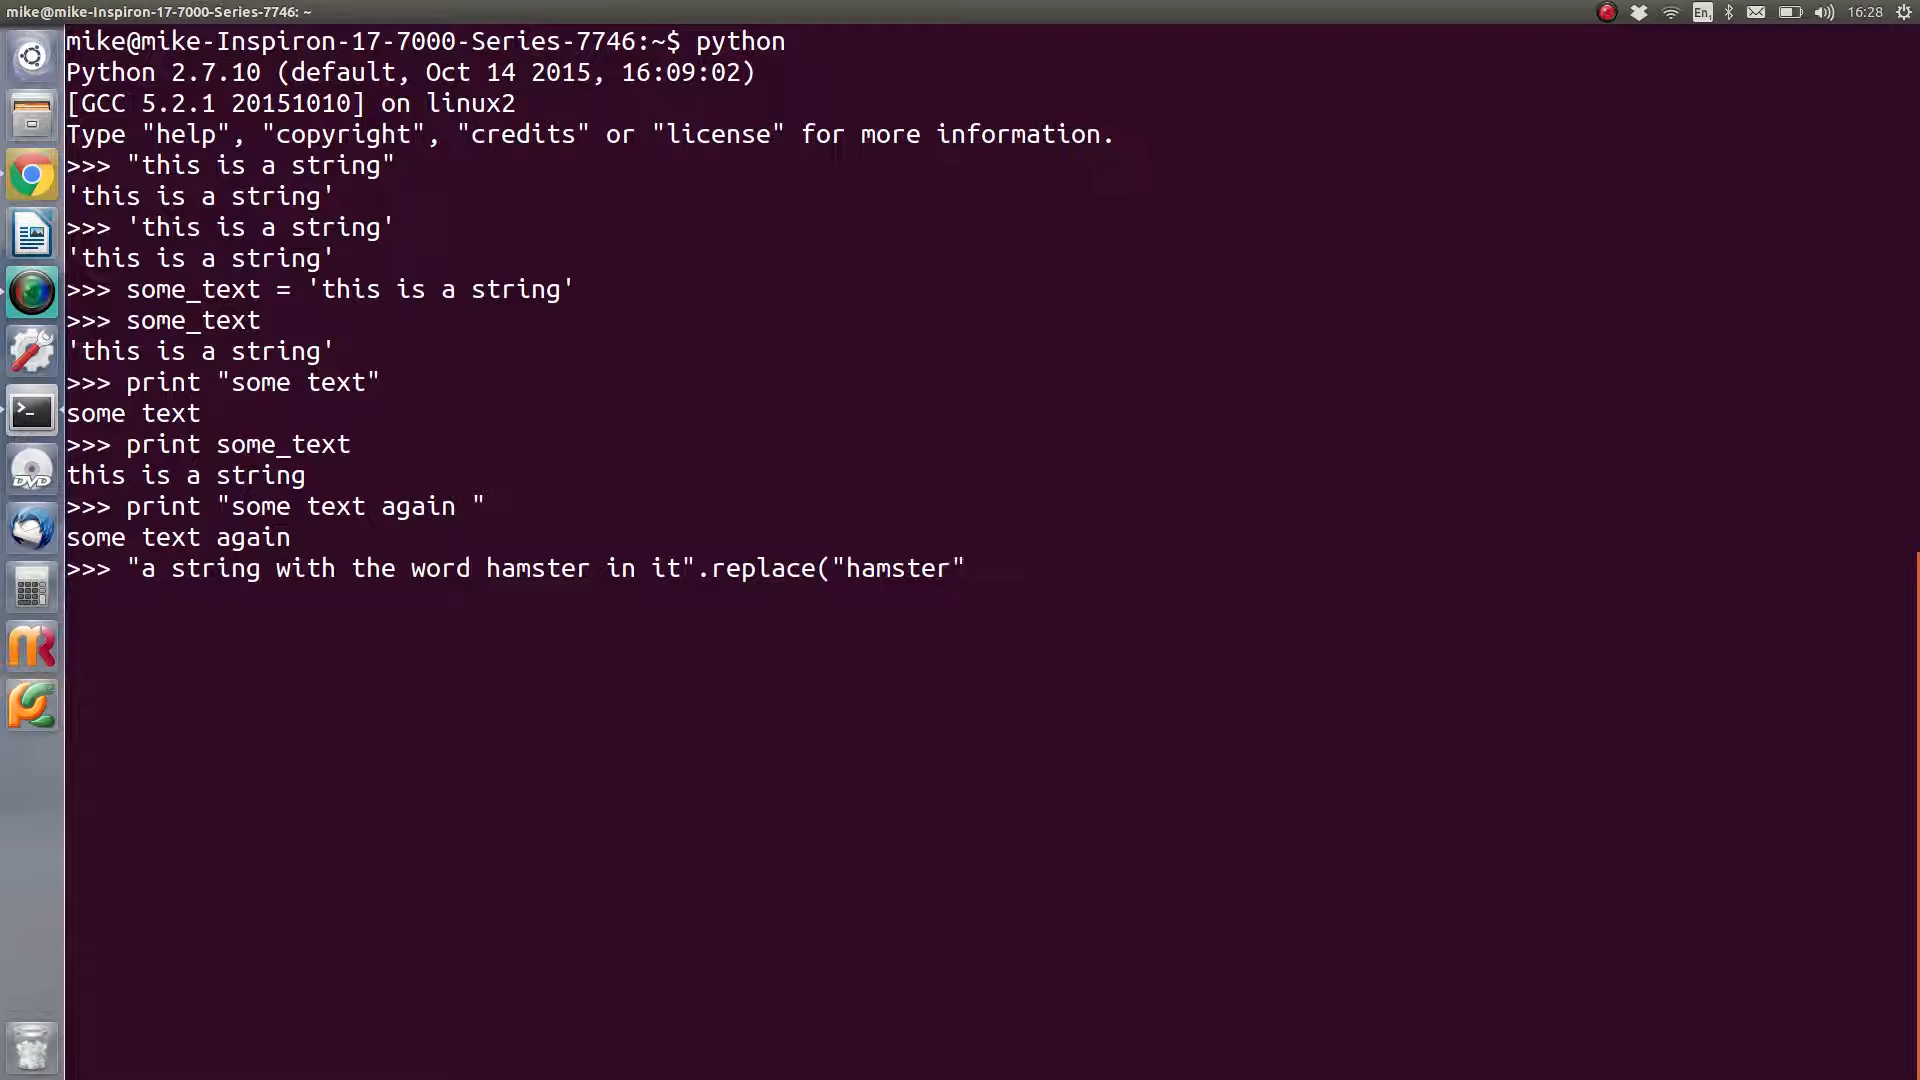 mike@mike-Inspiron-17-7000-Series-7746: ~
En₁
16:28
mike@mike-Inspiron-17-7000-Series-7746:~$ python
Python 2.7.10 (default, Oct 14 2015, 16:09:02)
[GCC 5.2.1 20151010] on linux2
Type "help", "copyright", "credits" or "license" for more information.
>>> "this is a string"
'this is a string'
>>> 'this is a string'
'this is a string'
>>> some_text = 'this is a string'
>>> some_text
'this is a string'
>>> print "some text"
some text
>>> print some_text
this is a string
>>> print "some text again "
some text again
>>> "a string with the word hamster in it".replace("hamster"
>_
DVD